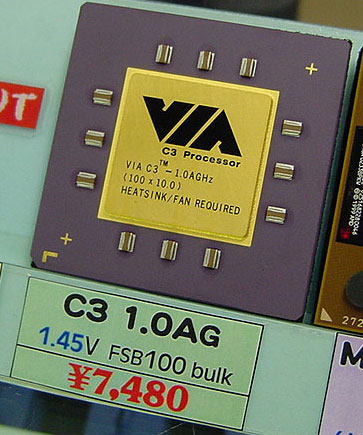 OT
VIA
C3 Processor
VIA C3™-1.0AGHz
(100 x 10.0)
HEATSINK/FAN REQUIRED
C3 1.0AG
1.45V FSB100 bulk
¥7,480
M